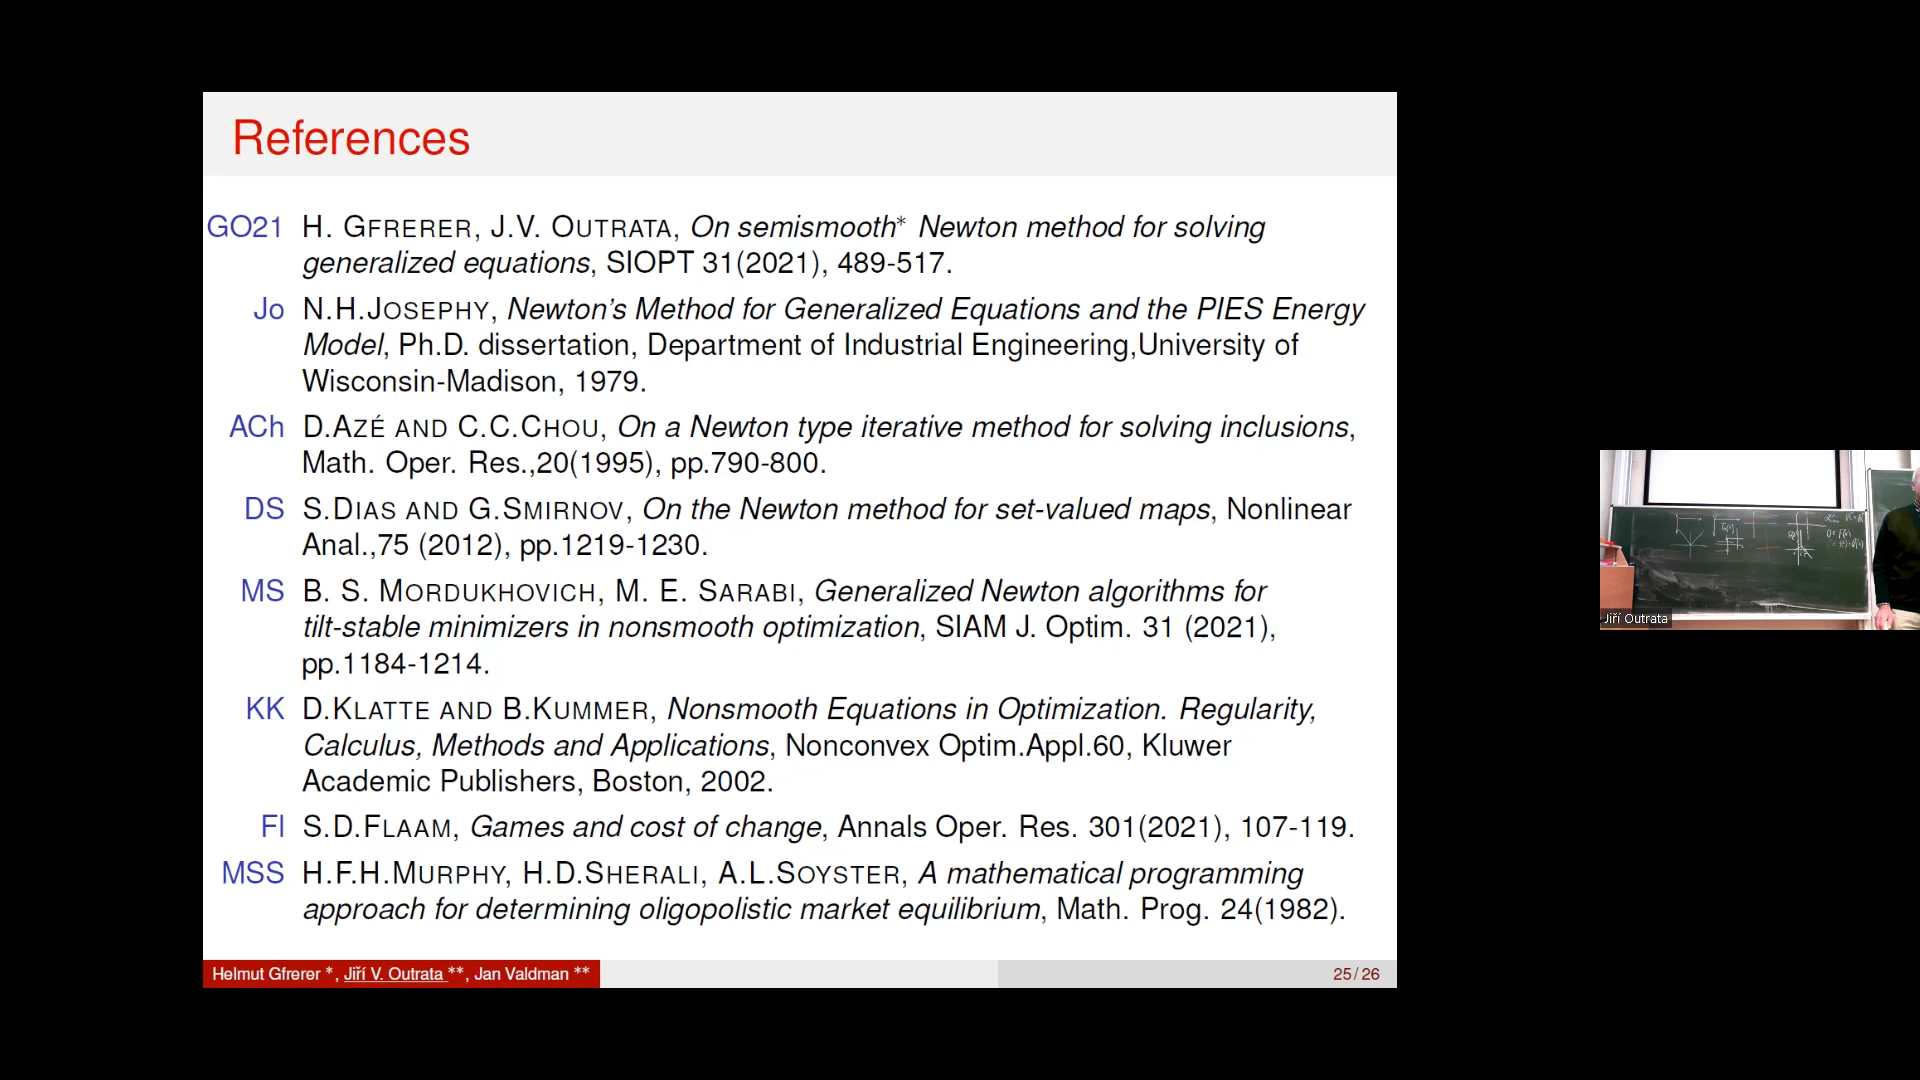 References
GO21 H. GFRERER, J.V. OUTRATA, On semismooth* Newton method for solving
generalized equations, SIOPT 31(2021), 489-517.
Jo N.H.JOSEPHY, Newton's Method for Generalized Equations and the PIES Energy
Model, Ph.D. dissertation, Department of Industrial Engineering,University of
Wisconsin-Madison, 1979.
ACh D.AZÉ AND C.C.CHOU, On a Newton type iterative method for solving inclusions,
Math. Oper. Res.,20(1995), pp.790-800.
DS S.DIAS AND G.SMIRNOV, On the Newton method for set-valued maps, Nonlinear
Anal.,75 (2012), pp.1219-1230.
MS B. S. MORDUKHOVICH, M. E. SARABI, Generalized Newton algorithms for
tilt-stable minimizers in nonsmooth optimization, SIAM J. Optim. 31 (2021),
pp.1184-1214.
KK D.KLATTE AND B.KUMMER, Nonsmooth Equations in Optimization. Regularity,
Calculus, Methods and Applications, Nonconvex Optim.Appl.60, Kluwer
Academic Publishers, Boston, 2002.
Fl S.D.FLAAM, Games and cost of change, Annals Oper. Res. 301(2021), 107-119.
MSS H.F.H.MURPHY, H.D.SHERALI, A.L.SOYSTER, A mathematical programming
approach for determining oligopolistic market equilibrium, Math. Prog. 24(1982).
Helmut Gfrerer *, Jiří V. Outrata **, Jan Valdman **
25/26
Jiří Outrata